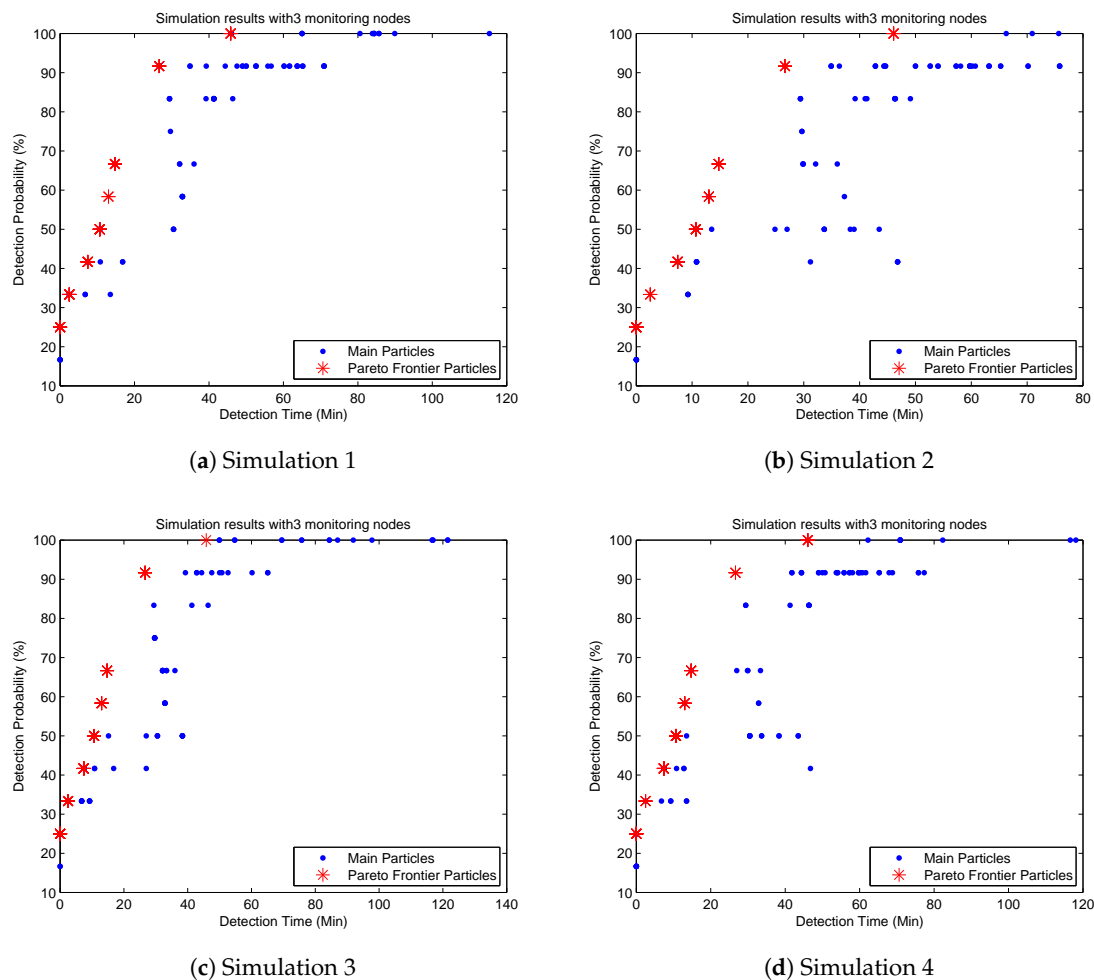 Simulation results with3 monitoring nodes
100
90
80
70
60
50
40
30
20
10
Detection Probability (%)
0 20 40 60 80 100 120
Detection Time (Min)
Main Particles
Pareto Frontier Particles
(a) Simulation 1
Simulation results with3 monitoring nodes
100
90
80
70
60
50
40
30
20
10
Detection Probability (%)
0 10 20 30 40 50 60 70 80
Detection Time (Min)
Main Particles
Pareto Frontier Particles
(b) Simulation 2
Simulation results with3 monitoring nodes
100
90
80
70
60
50
40
30
20
10
Detection Probability (%)
0 20 40 60 80 100 120 140
Detection Time (Min)
Main Particles
Pareto Frontier Particles
(c) Simulation 3
Simulation results with3 monitoring nodes
100
90
80
70
60
50
40
30
20
10
Detection Probability (%)
0 20 40 60 80 100 120
Detection Time (Min)
Main Particles
Pareto Frontier Particles
(d) Simulation 4